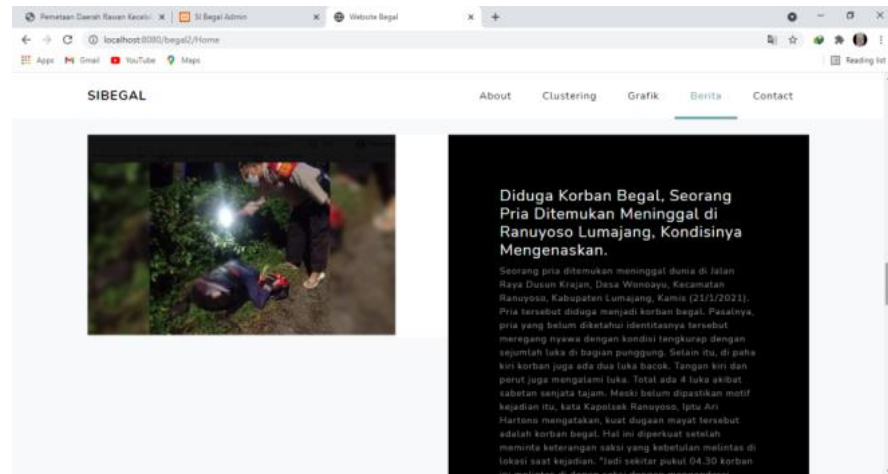 Pemetaan Daerah Rawan Kecela
SI Begal Admin
Website Begal
localhost:8080/begal2/Home
Apps
Gmail
YouTube
Maps
Reading list
SIBEGAL
About
Clustering
Grafik
Berita
Contact
Diduga Korban Begal, Seorang
Pria Ditemukan Meninggal di
Ranuyoso Lumajang, Kondisinya
Mengenaskan.
Seorang pria ditemukan meninggal dunia di Jalan
Raya Dusun Krajan, Desa Wonoayu, Kecamatan
Ranuyoso, Kabupaten Lumajang, Kamis (21/1/2021).
Pria tersebut diduga menjadi korban begal. Pasalnya,
pria yang belum diketahui identitasnya tersebut
meregang nyawa dengan kondisi tengkurap dengan
sejumlah luka di bagian punggung. Selain itu, di paha
kiri korban juga ada dua luka bacok. Tangan kiri dan
perut juga mengalami luka. Total ada 4 luka akibat
sabetan senjata tajam. Meski belum dipastikan motif
kejadian itu, kata Kapolsek Ranuyoso, Iptu Ari
Hartono mengatakan, kuat dugaan mayat tersebut
adalah korban begal. Hal ini diperkuat setelah
meminta keterangan saksi yang kebetulan melintas di
lokasi saat kejadian. "Jadi sekitar pukul 04.30 korban